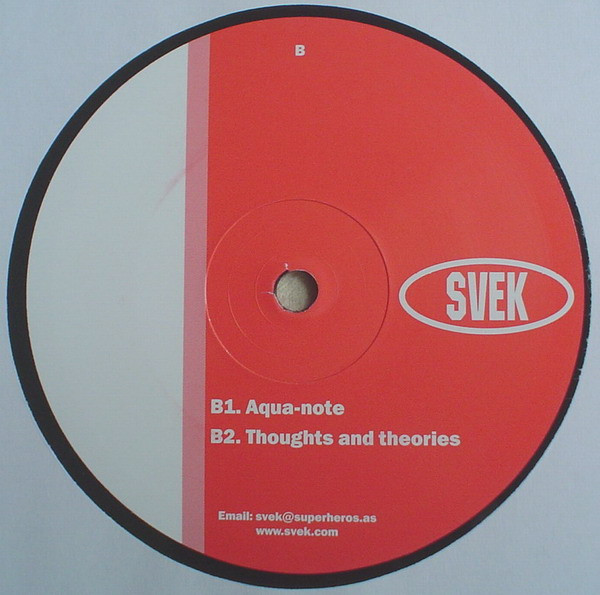 B
SVEK
B1. Aqua-note
B2. Thoughts and theories
Email: svek@superheros.as
www.svek.com